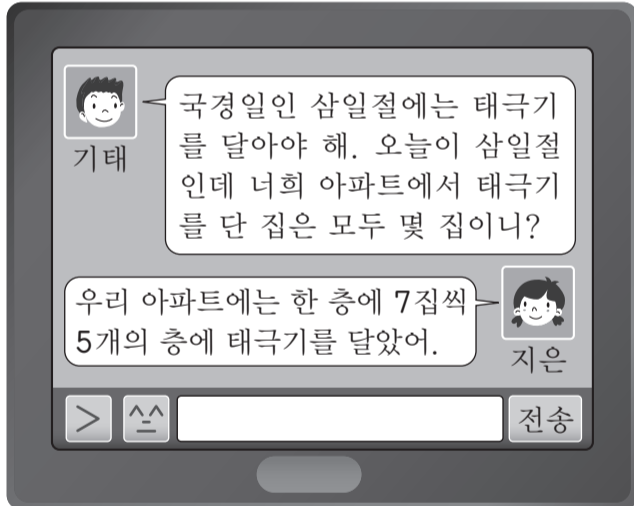 국경일인 삼일절에는 태극기
를 달아야 해. 오늘이 삼일절
인데 너희 아파트에서 태극기
를 단 집은 모두 몇 집이니?
기태
우리 아파트에는 한 층에 7집씩
5개의 층에 태극기를 달았어.
지은
전송